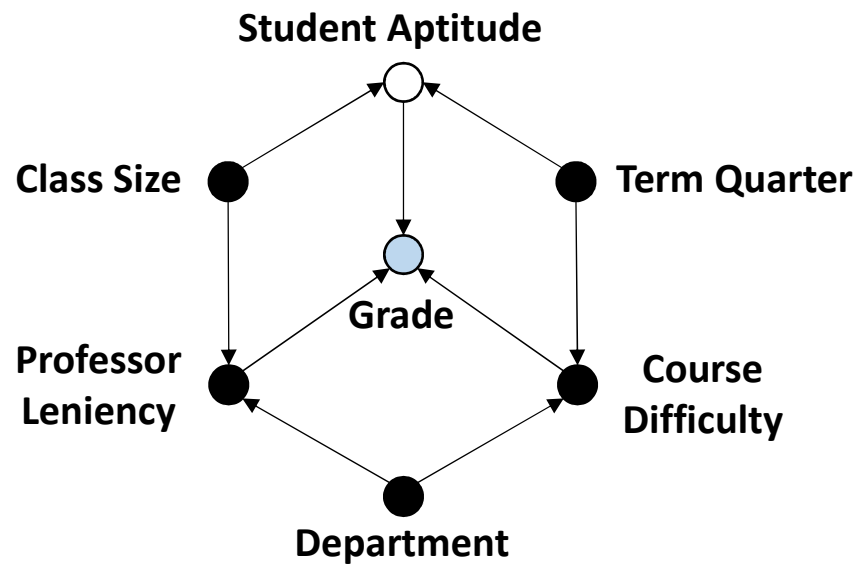 Student Aptitude
Class Size
Term Quarter
Grade
Professor
Leniency
Course
Difficulty
Department